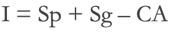 I = Sp + Sg – CA